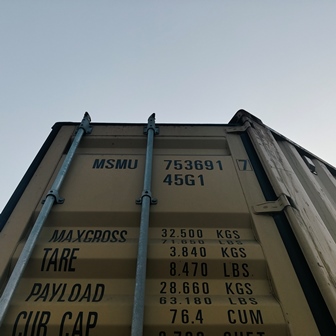 MSMU 753691 7
45G1
MAXGROSS 32.500 KGS
LBS
TARE 3.840 KGS
8.470 LBS
PAYLOAD 28.660 KGS
63.180 LBS
CUB CAP 76.4 CUM